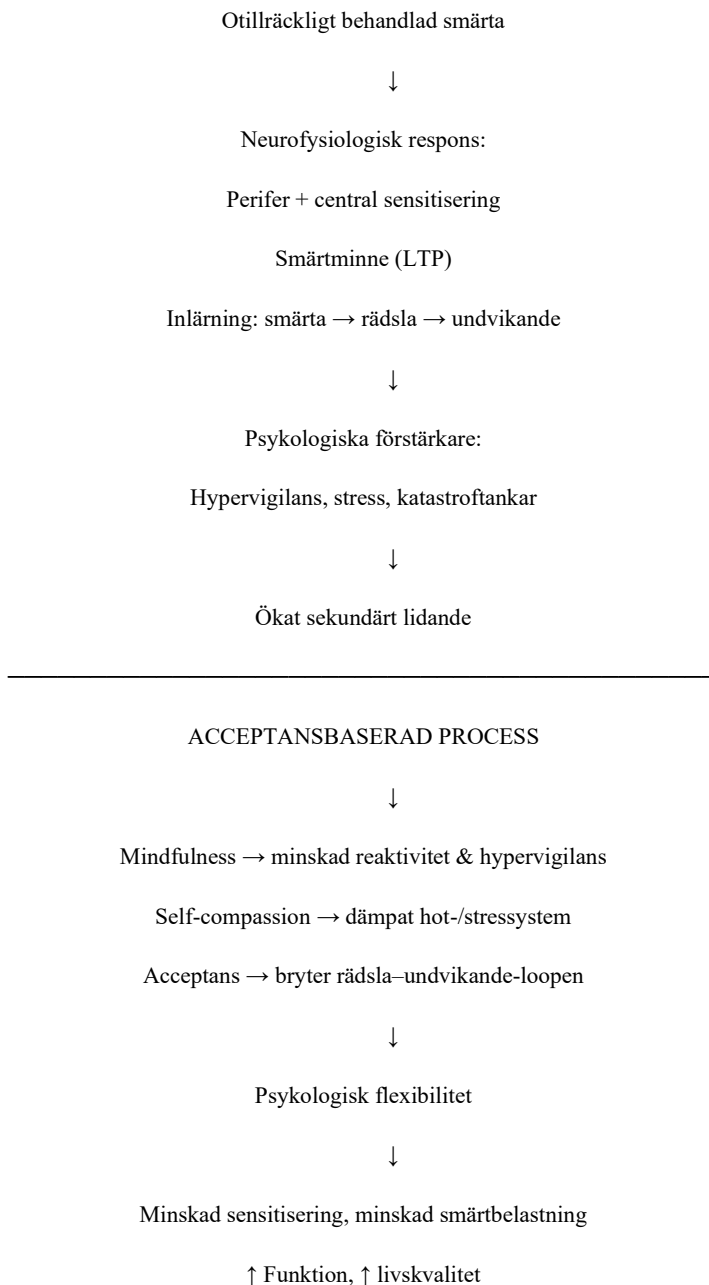 Otillräckligt behandlad smärta
↓
Neurofysiologisk respons:
Perifer + central sensitisering
Smärtminne (LTP)
Inlärning: smärta → rädsla → undvikande
↓
Psykologiska förstärkare:
Hypervigilans, stress, katastroftankar
↓
Ökat sekundärt lidande
ACCEPTANSBASERAD PROCESS
↓
Mindfulness → minskad reaktivitet & hypervigilans
Self-compassion → dämpat hot-/stressystem
Acceptans → bryter rädsla–undvikande-loopen
↓
Psykologisk flexibilitet
↓
Minskad sensitisering, minskad smärtbelastning
↑ Funktion, ↑ livskvalitet